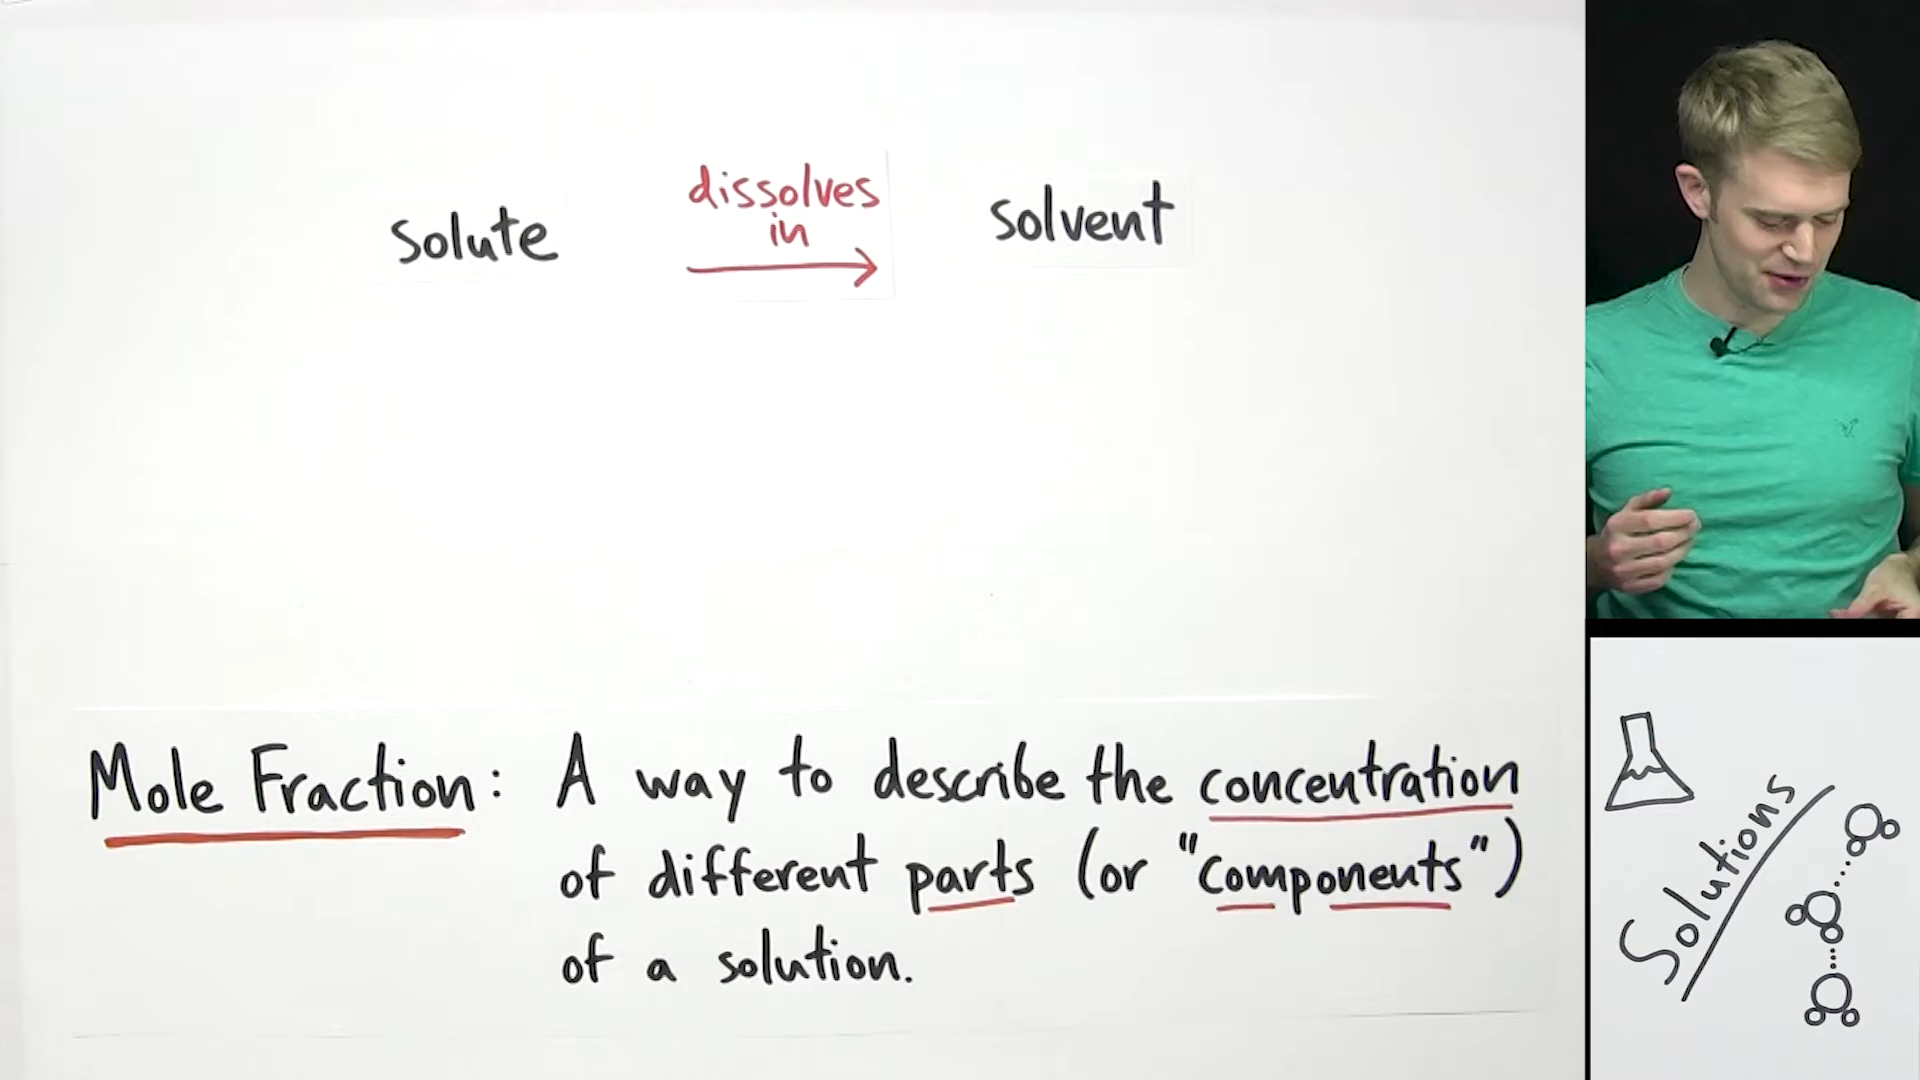 solute
dissolves
in
solvent
Mole Fraction: A way to describe the concentration
of different parts (or "components")
of a solution.
Solutions